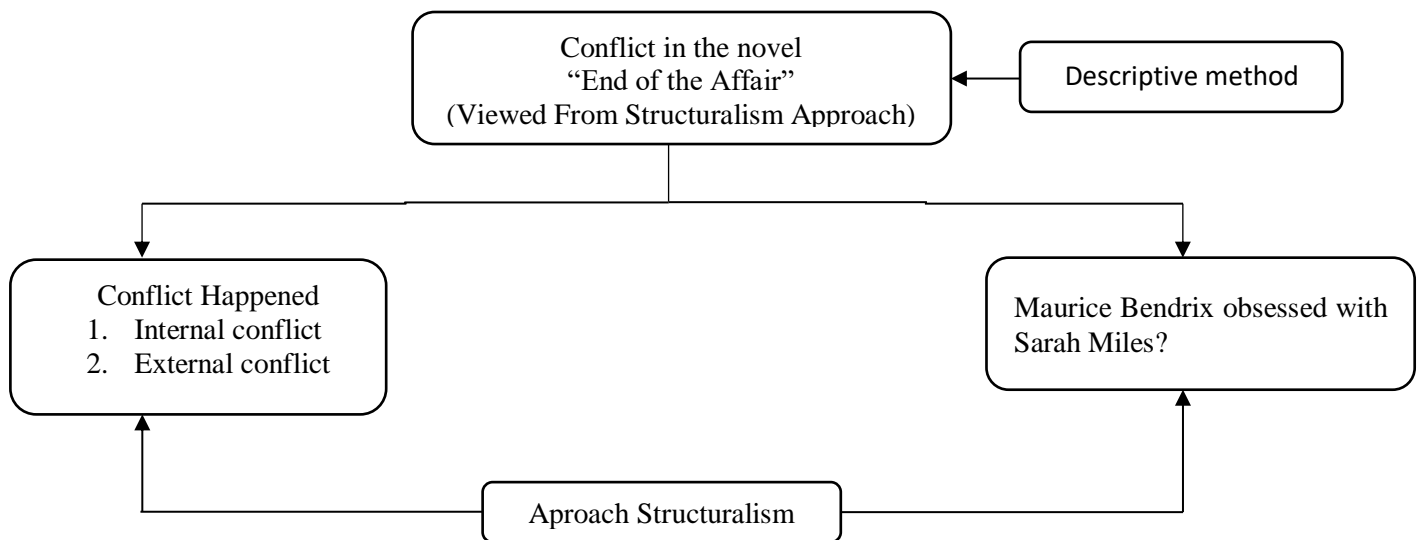 Conflict in the novel
“End of the Affair”
(Viewed From Structuralism Approach)
Descriptive method
Conflict Happened
1. Internal conflict
2. External conflict
Maurice Bendrix obsessed with
Sarah Miles?
Aproach Structuralism